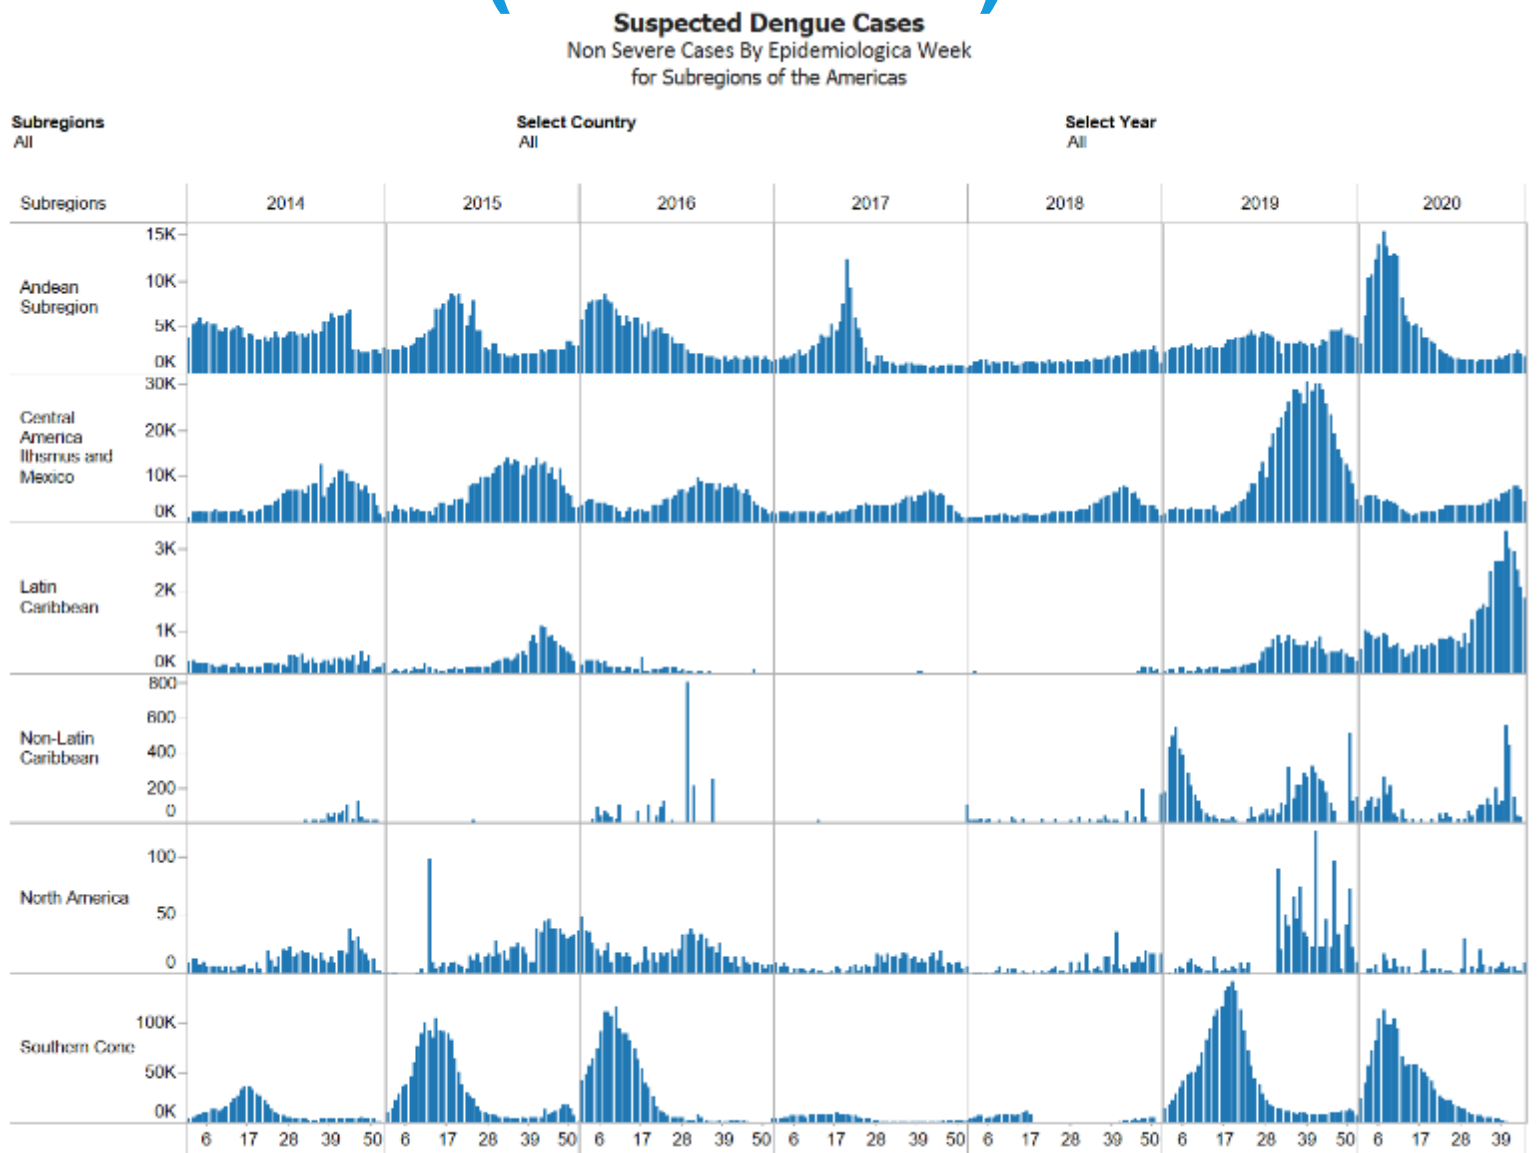 Suspected Dengue Cases
Non Severe Cases By Epidemiologica Week
for Subregions of the Americas
Subregions
All
Select Country
All
Select Year
All
Subregions 2014 2015 2016 2017 2018 2019 2020
Andean
Subregion
15K
10K
5K
0K
Central
America
Ithsmus and
Mexico
30K
20K
10K
0K
Latin
Caribbean
3K
2K
1K
0K
Non-Latin
Caribbean
800
600
400
200
0
North America
100
50
0
Southern Cone
100K
50K
0K
6 17 28 39 50 6 17 28 39 50 6 17 28 39 50 6 17 28 39 50 6 17 28 39 50 6 17 28 39 50 6 17 28 39